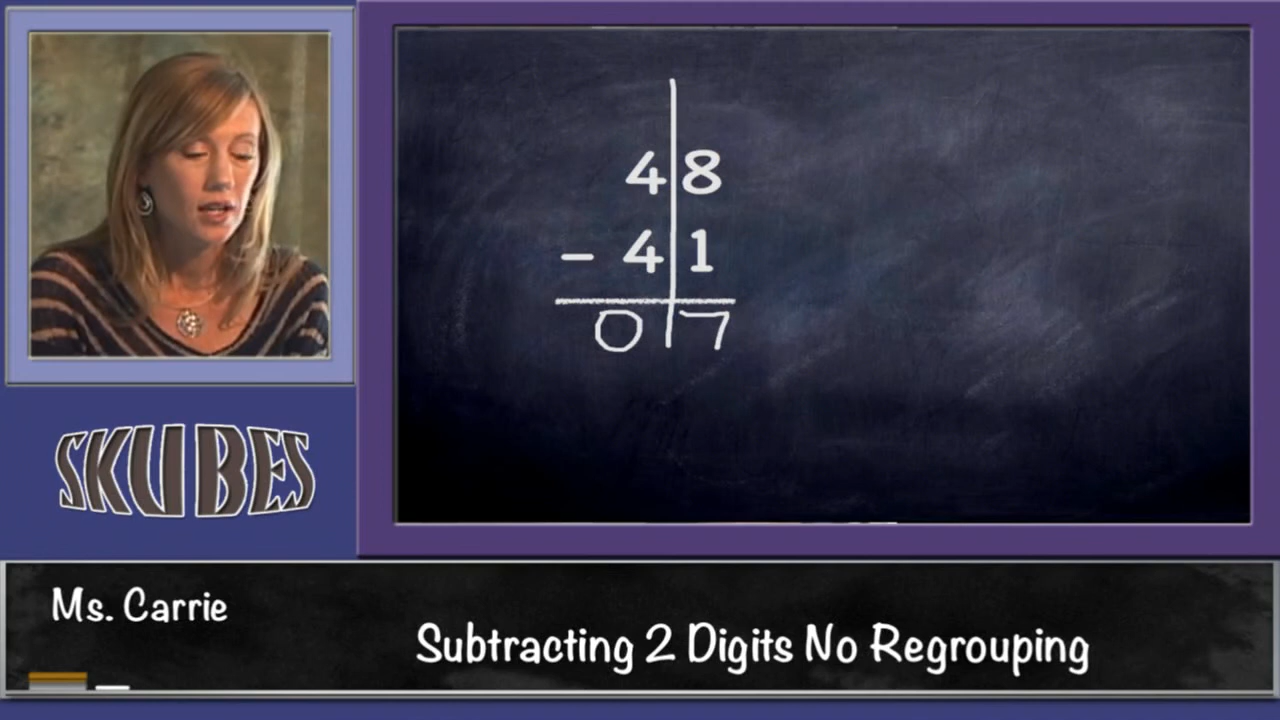 48
- 41
07
SKUBES
Ms. Carrie
Subtracting 2 Digits No Regrouping